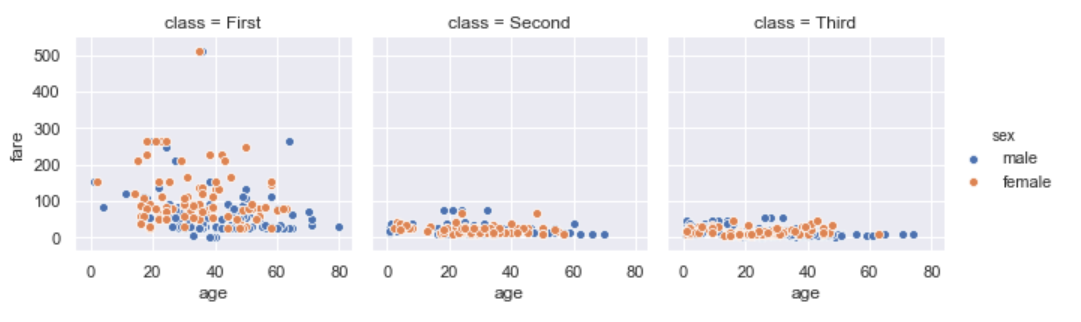 class = First
class = Second
class = Third
500
400
300
200
100
0
fare
0 20 40 60 80
0 20 40 60 80
0 20 40 60 80
age
age
age
sex
male
female